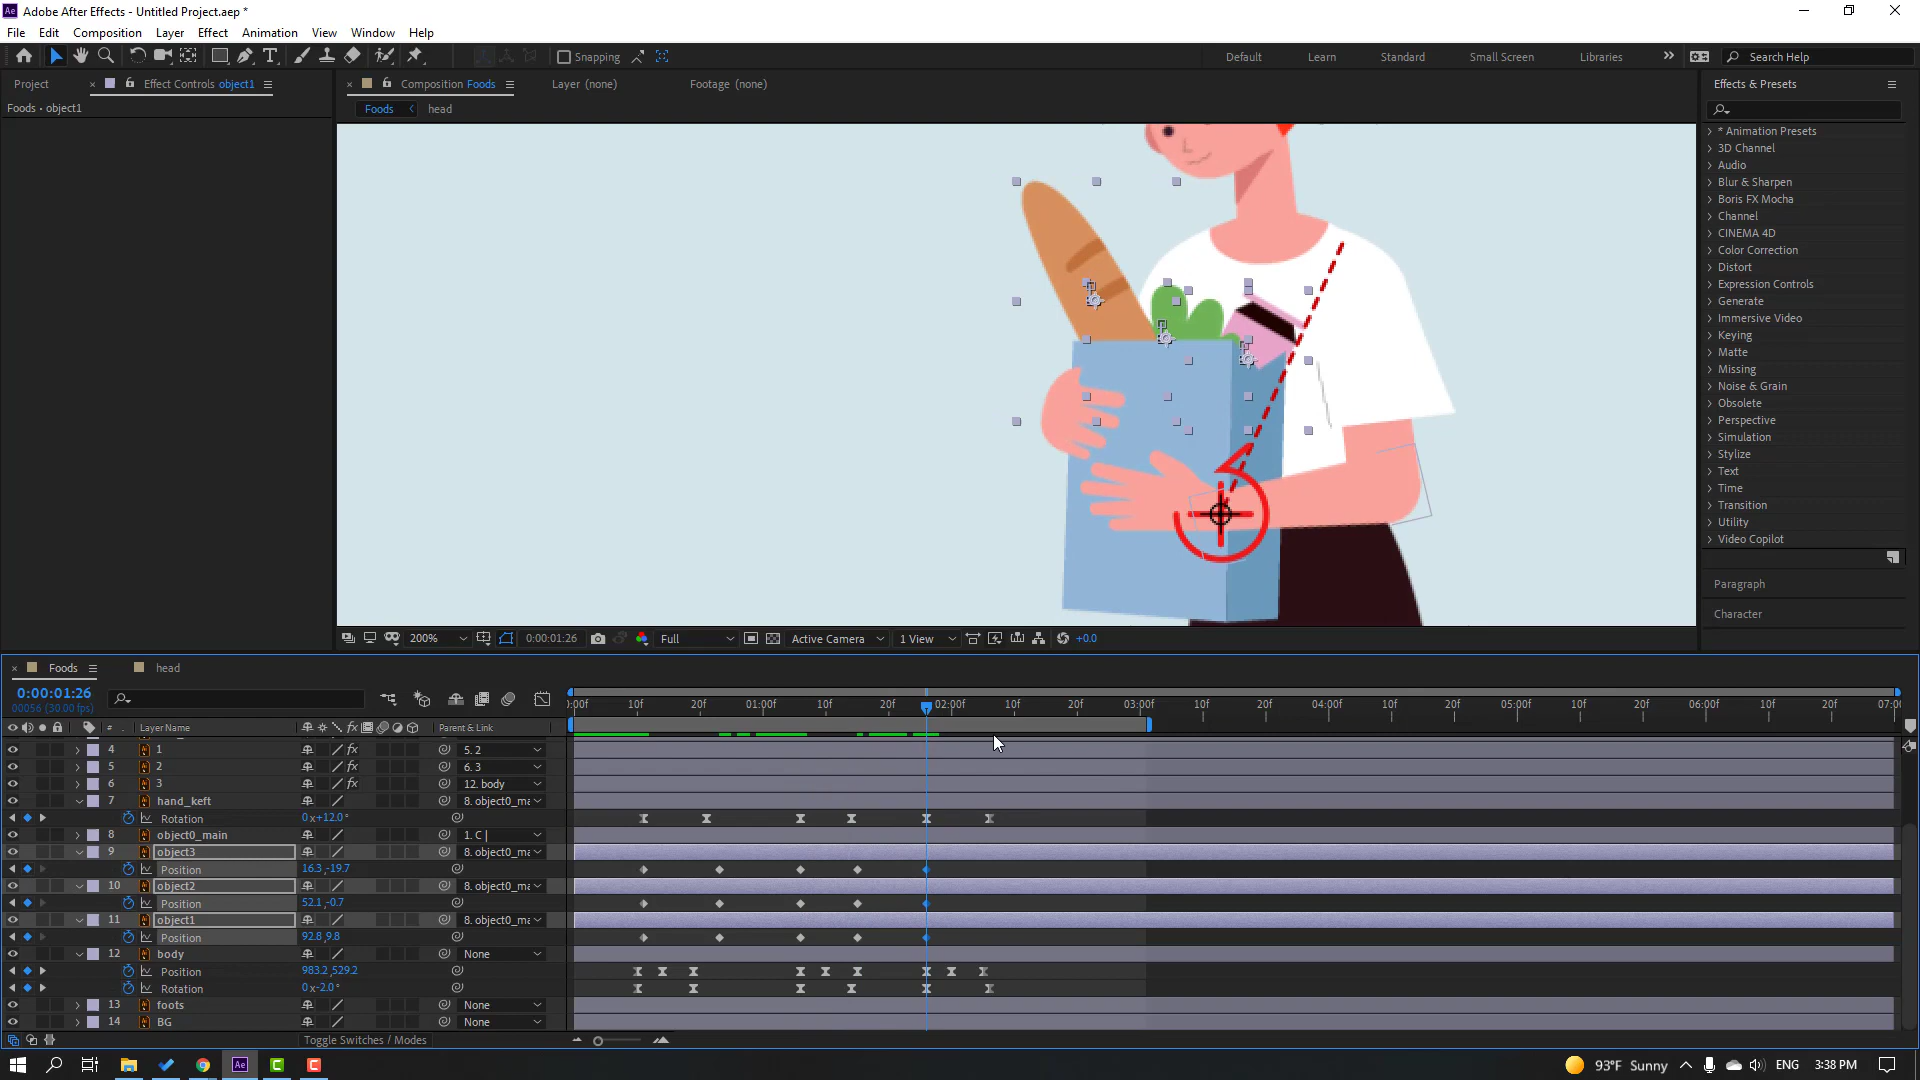 Adobe After Effects - Untitled Project.aep *
File Edit Composition Layer Effect Animation View Window Help
Snapping Default Learn Standard Small Screen Libraries Search Help
Project Effect Controls object1 Composition Foods Layer (none) Footage (none) Effects & Presets
Foods • object1
Foods head
* Animation Presets
3D Channel
Audio
Blur & Sharpen
Boris FX Mocha
Channel
CINEMA 4D
Color Correction
Distort
Expression Controls
Generate
Immersive Video
Keying
Matte
Missing
Noise & Grain
Obsolete
Perspective
Simulation
Stylize
Text
Time
Transition
Utility
Video Copilot
Paragraph
Character
200% 0:00:01:26 Full Active Camera 1 View +0.0
Foods head
0:00:01:26
00056 (30.00 fps)
:00f 10f 20f 01:00f 10f 20f 02:00f 10f 20f 03:00f 10f 20f 04:00f 10f 20f 05:00f 10f 20f 06:00f 10f 20f 07:00
# Layer Name fx Parent & Link
4 1 fx 5. 2
5 2 fx 6. 3
6 3 fx 12. body
7 hand_keft 8. object0_ma
Rotation 0x+12.0°
8 object0_main 1. C |
9 object3 8. object0_ma
Position 16.3,-19.7
10 object2 8. object0_ma
Position 52.1,-0.7
11 object1 8. object0_ma
Position 92.8,9.8
12 body None
Position 983.2,529.2
Rotation 0x-2.0°
13 foots None
14 BG None
Toggle Switches / Modes
93°F Sunny ENG 3:38 PM